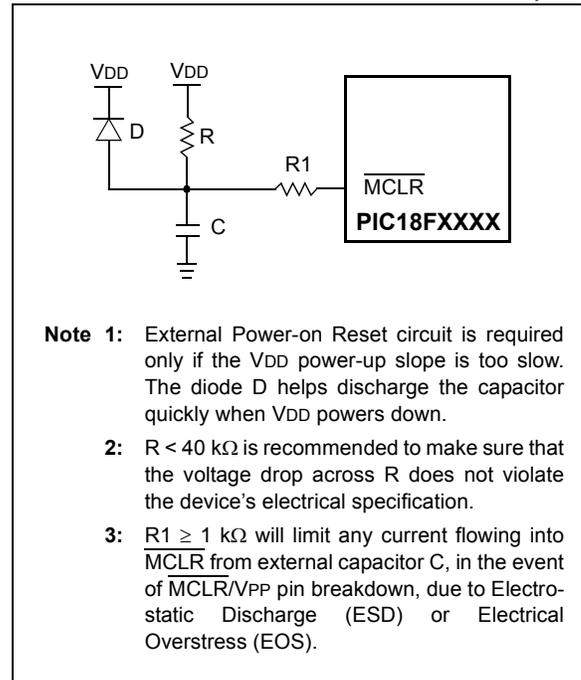 VDD VDD
D
R
R1
MCLR
C
PIC18FXXXX
Note 1: External Power-on Reset circuit is required
only if the VDD power-up slope is too slow.
The diode D helps discharge the capacitor
quickly when VDD powers down.
2: R < 40 kΩ is recommended to make sure that
the voltage drop across R does not violate
the device's electrical specification.
3: R1 ≥ 1 kΩ will limit any current flowing into
MCLR from external capacitor C, in the event
of MCLR/VPP pin breakdown, due to Electro-
static Discharge (ESD) or Electrical
Overstress (EOS).